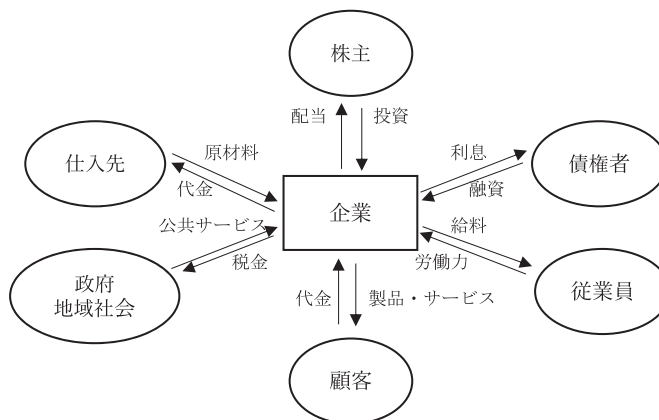 株主
配当
投資
仕入先
原材料
代金
利息
融資
債権者
企業
公共サービス
税金
給料
労働力
政府
地域社会
従業員
代金
製品・サービス
顧客